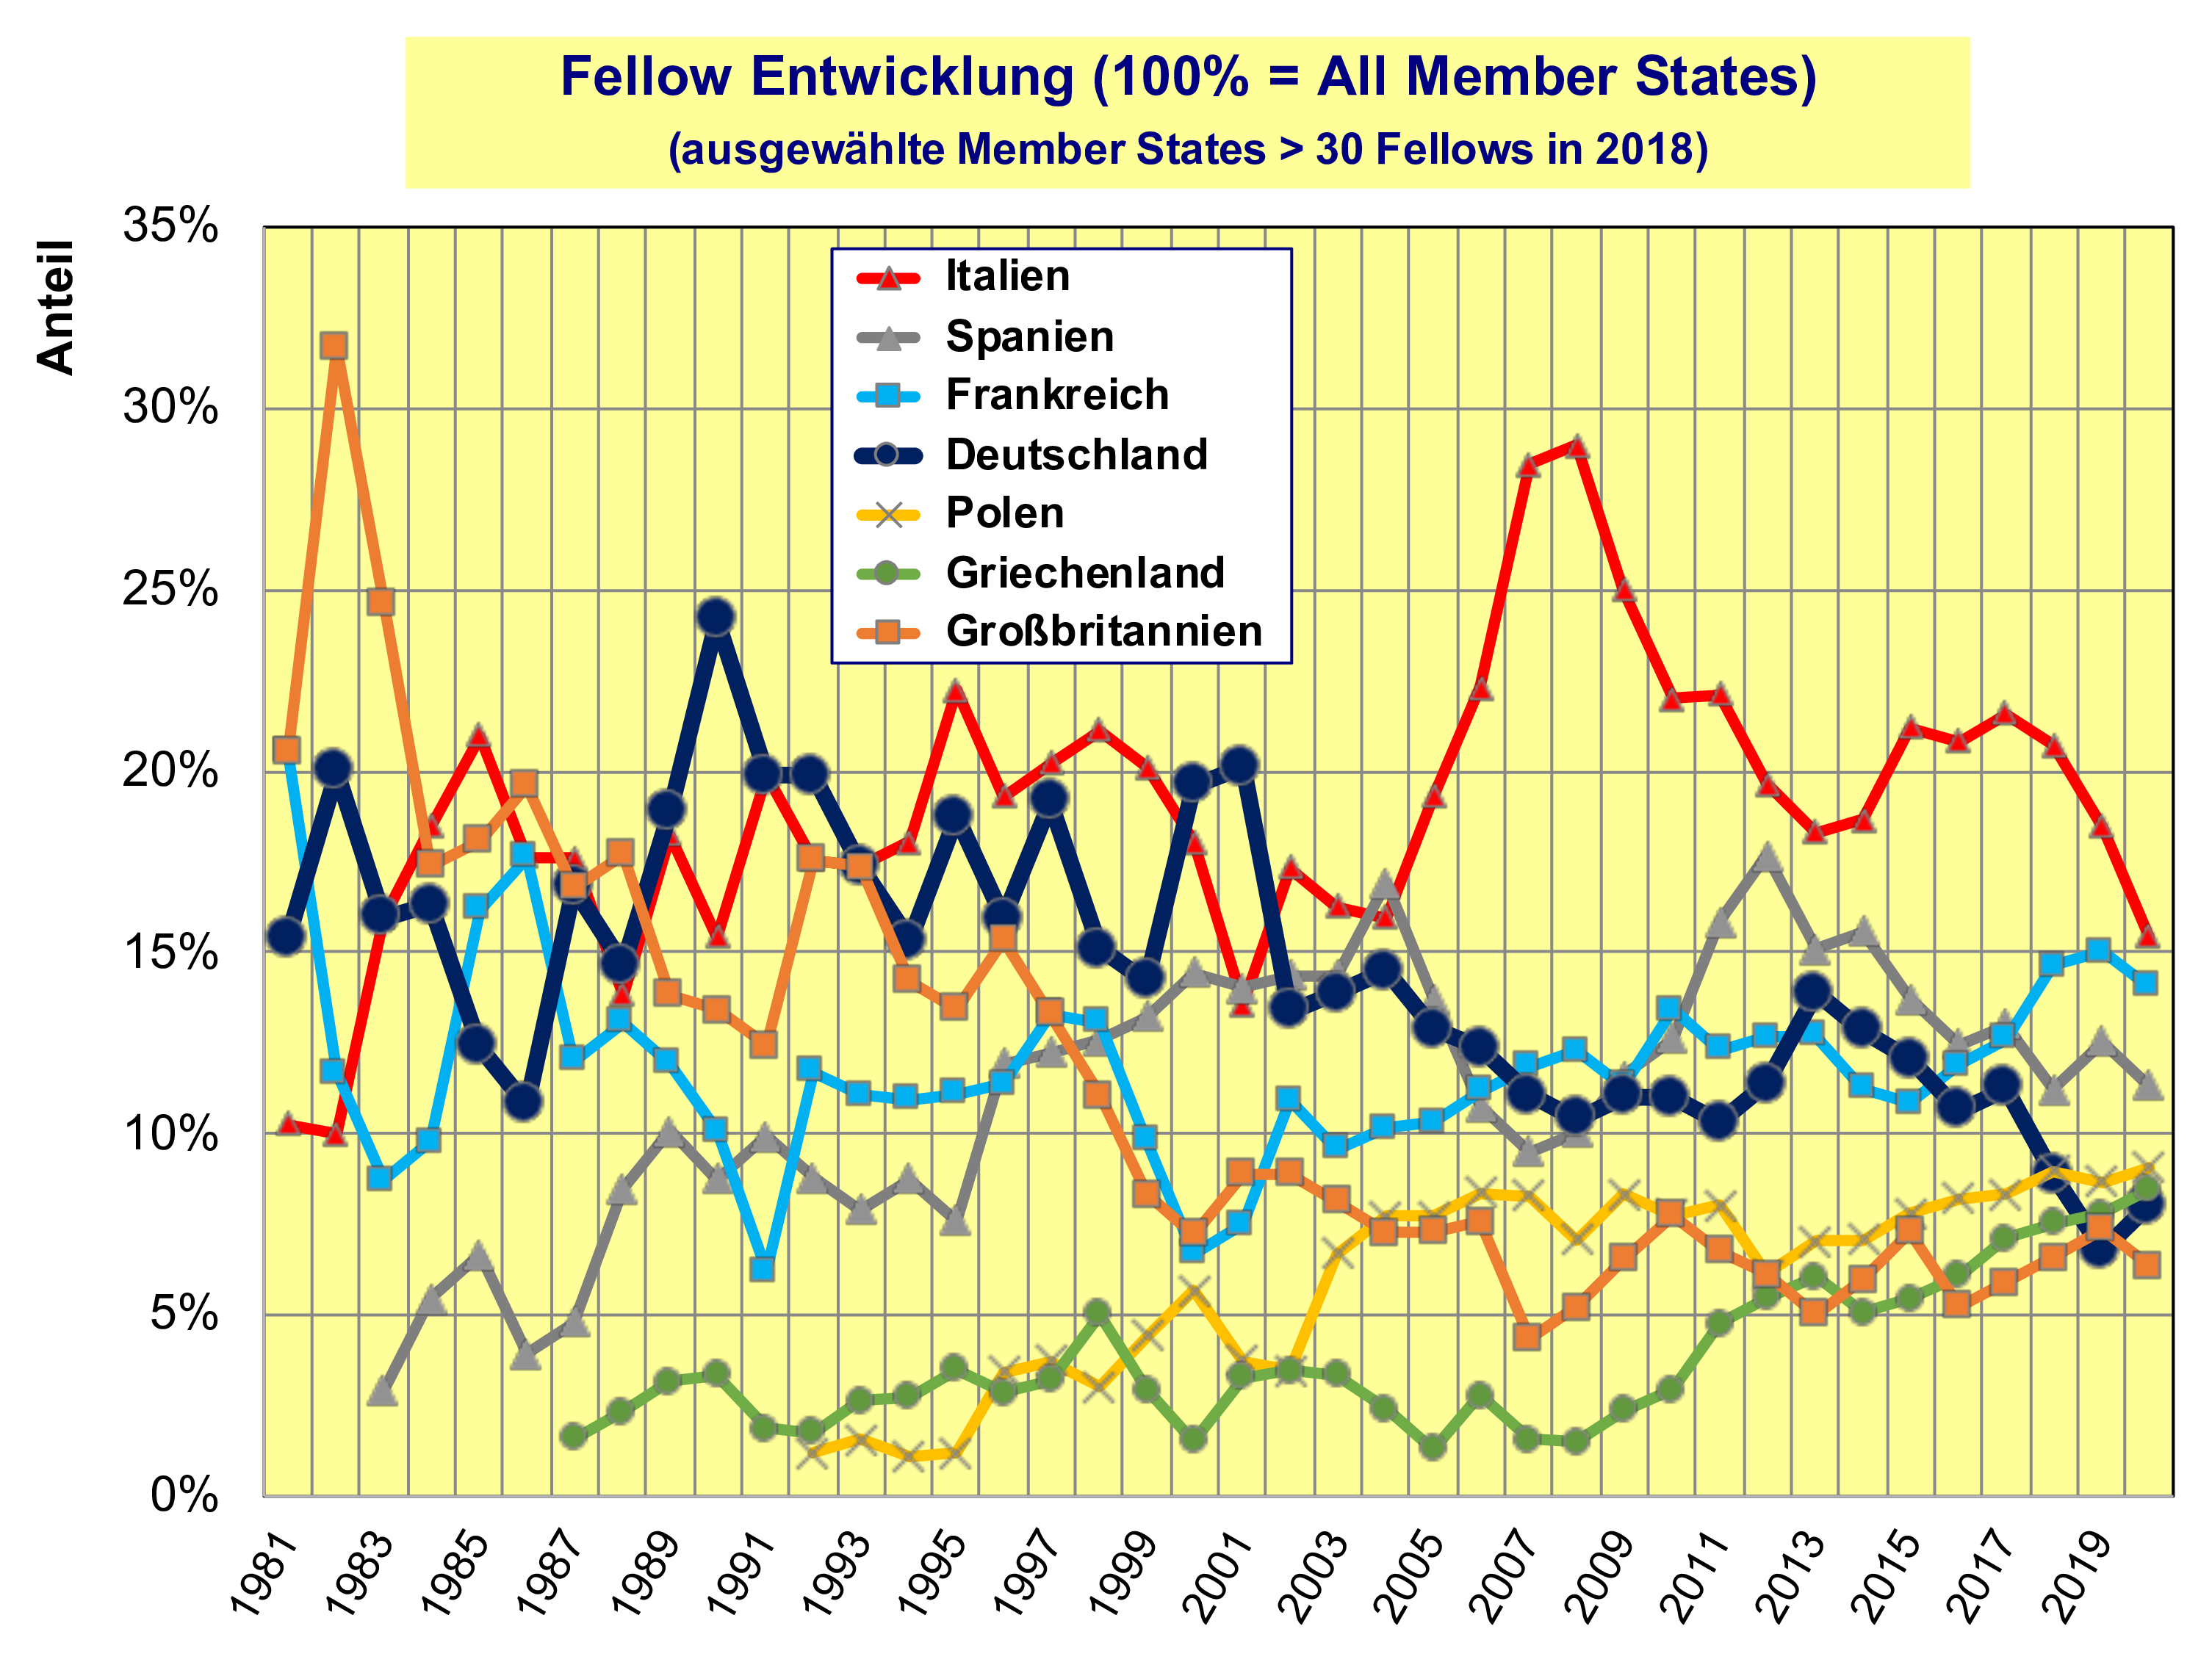 Fellow Entwicklung (100% = All Member States)
(ausgewählte Member States > 30 Fellows in 2018)
Anteil
35%
30%
25%
20%
15%
10%
5%
0%
Italien
Spanien
Frankreich
Deutschland
Polen
Griechenland
Großbritannien
1981
1983
1985
1987
1989
1991
1993
1995
1997
1999
2001
2003
2005
2007
2009
2011
2013
2015
2017
2019